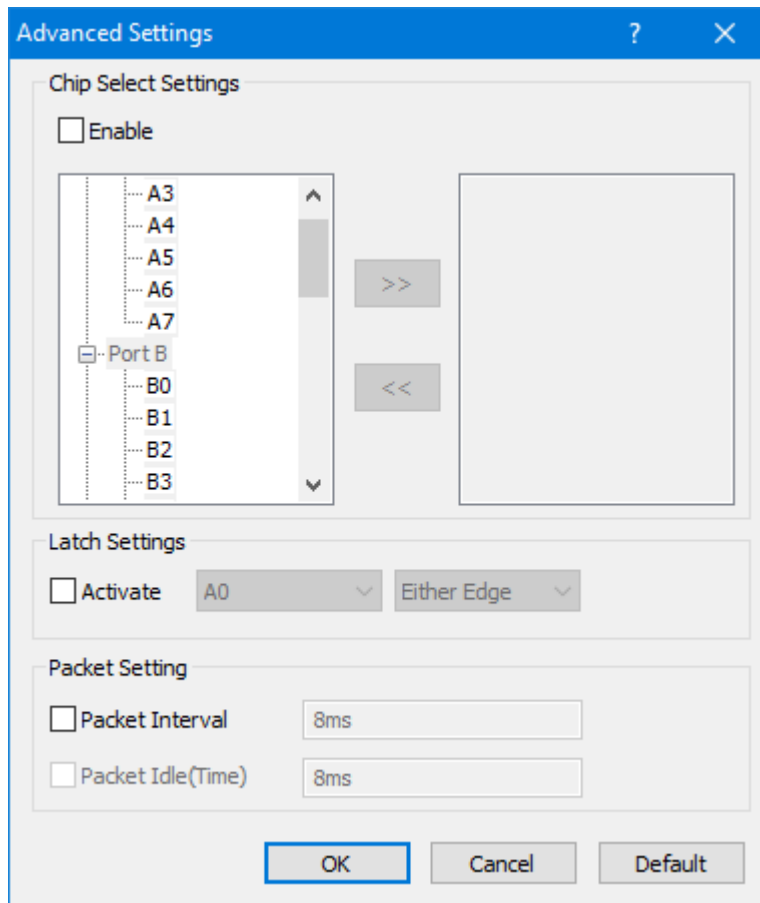 Advanced Settings ?
Chip Select Settings
Enable
A3
A4
A5
A6
A7
Port B
B0
B1
B2
B3
>>
<<
Latch Settings
Activate A0 Either Edge
Packet Setting
Packet Interval 8ms
Packet Idle(Time) 8ms
OK Cancel Default